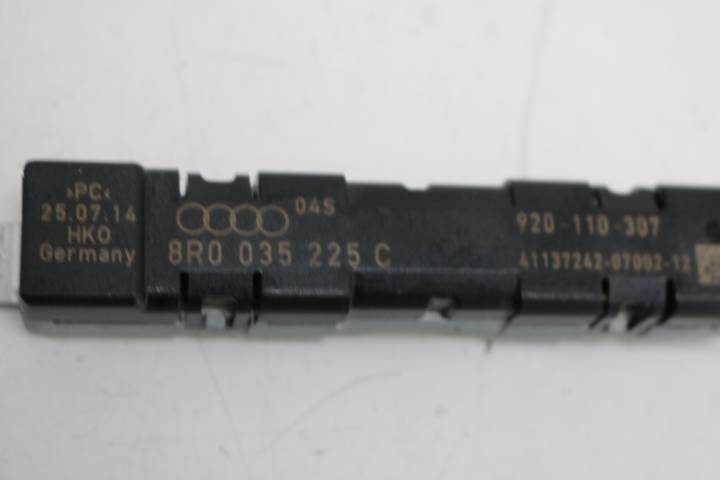 >PC<
25.07.14
HKO
Germany
04S
8R0 035 225 C
920-110-307
41137242-07002-12